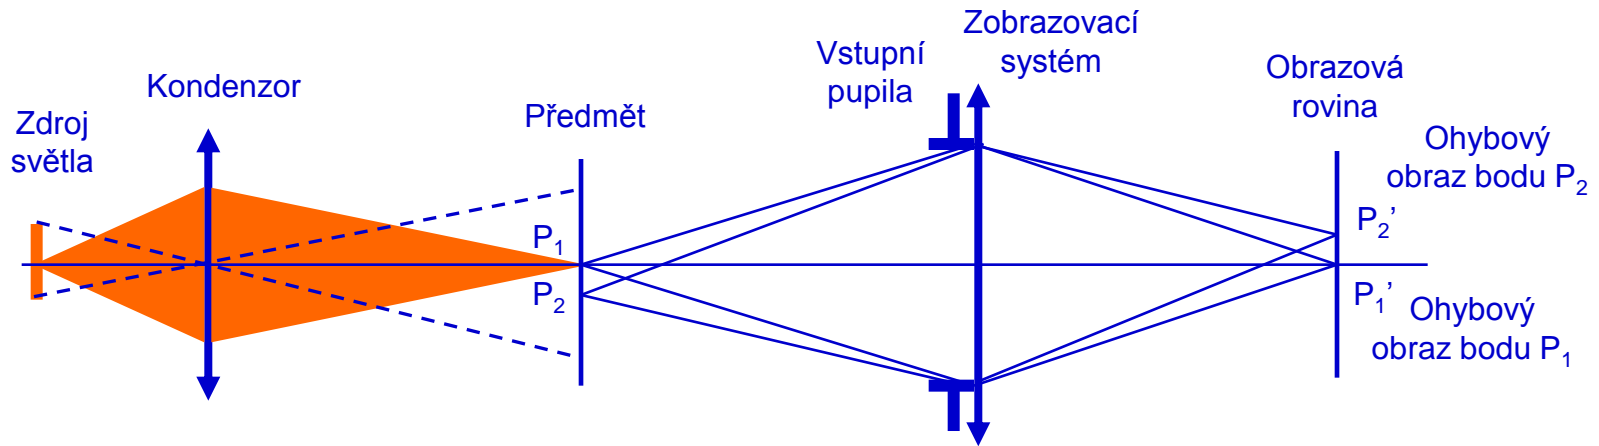 Zdroj
světla
Kondenzor
Předmět
P₁
P₂
Vstupní
pupila
Zobrazovací
systém
Obrazová
rovina
Ohybový
obraz bodu P₂
P₂’
P₁’
Ohybový
obraz bodu P₁